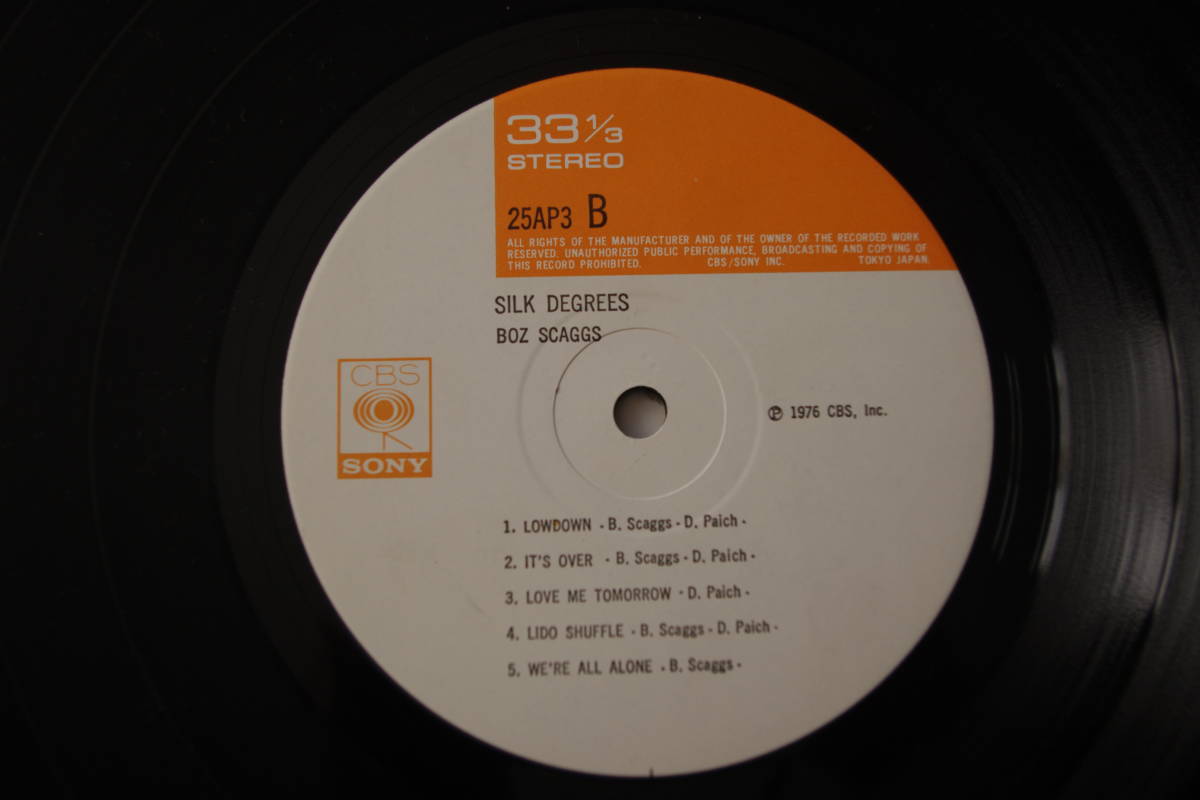 33 1/3
STEREO
25AP3 B
ALL RIGHTS OF THE MANUFACTURER AND OF THE OWNER OF THE RECORDED WORK
RESERVED. UNAUTHORIZED PUBLIC PERFORMANCE, BROADCASTING AND COPYING OF
THIS RECORD PROHIBITED. CBS/SONY INC. TOKYO JAPAN.
SILK DEGREES
BOZ SCAGGS
CBS
SONY
℗ 1976 CBS, Inc.
1. LOWDOWN • B. Scaggs • D. Paich •
2. IT'S OVER • B. Scaggs • D. Paich •
3. LOVE ME TOMORROW • D. Paich •
4. LIDO SHUFFLE • B. Scaggs • D. Paich •
5. WE'RE ALL ALONE • B. Scaggs •